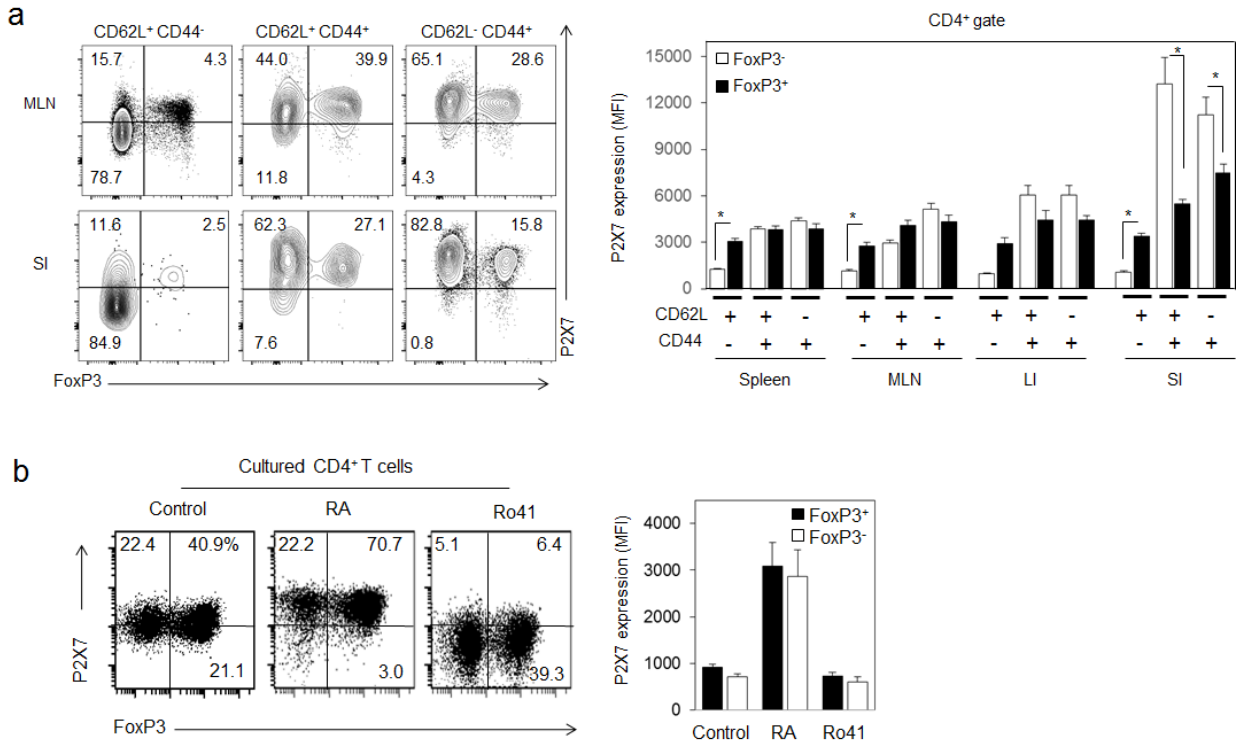 a
CD62L⁺ CD44⁻ CD62L⁺ CD44⁺ CD62L⁻ CD44⁺
15.7 4.3 44.0 39.9 65.1 28.6
MLN
78.7 11.8 4.3
11.6 2.5 62.3 27.1 82.8 15.8
SI
84.9 7.6 0.8
P2X7
FoxP3
CD4⁺ gate
FoxP3⁻
FoxP3⁺
P2X7 expression (MFI)
15000
12000
9000
6000
3000
0
* * * * *
CD62L + + - + + - + + - + + -
CD44 - + + - + + - + + - + +
Spleen MLN LI SI
b
Cultured CD4⁺ T cells
Control RA Ro41
22.4 40.9% 22.2 70.7 5.1 6.4
21.1 3.0 39.3
P2X7
FoxP3
FoxP3⁺
FoxP3⁻
P2X7 expression (MFI)
4000
3000
2000
1000
0
Control RA Ro41